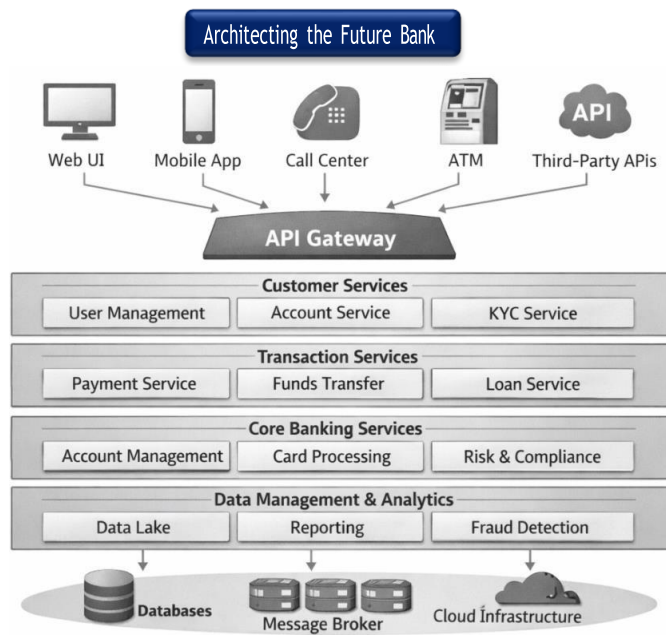 Architecting the Future Bank
API
Web UI
Mobile App
Call Center
ATM
Third-Party APis
API Gateway
Customer Services
User Management
Account Service
KYC Service
Transaction Services
Payment Service
Funds Transfer
Loan Service
Core Banking Services
Account Management
Card Processing
Risk & Compliance
Data Management & Analytics
Data Lake
Reporting
Fraud Detection
Databases
Message Broker
Cloud Ínfrastructure